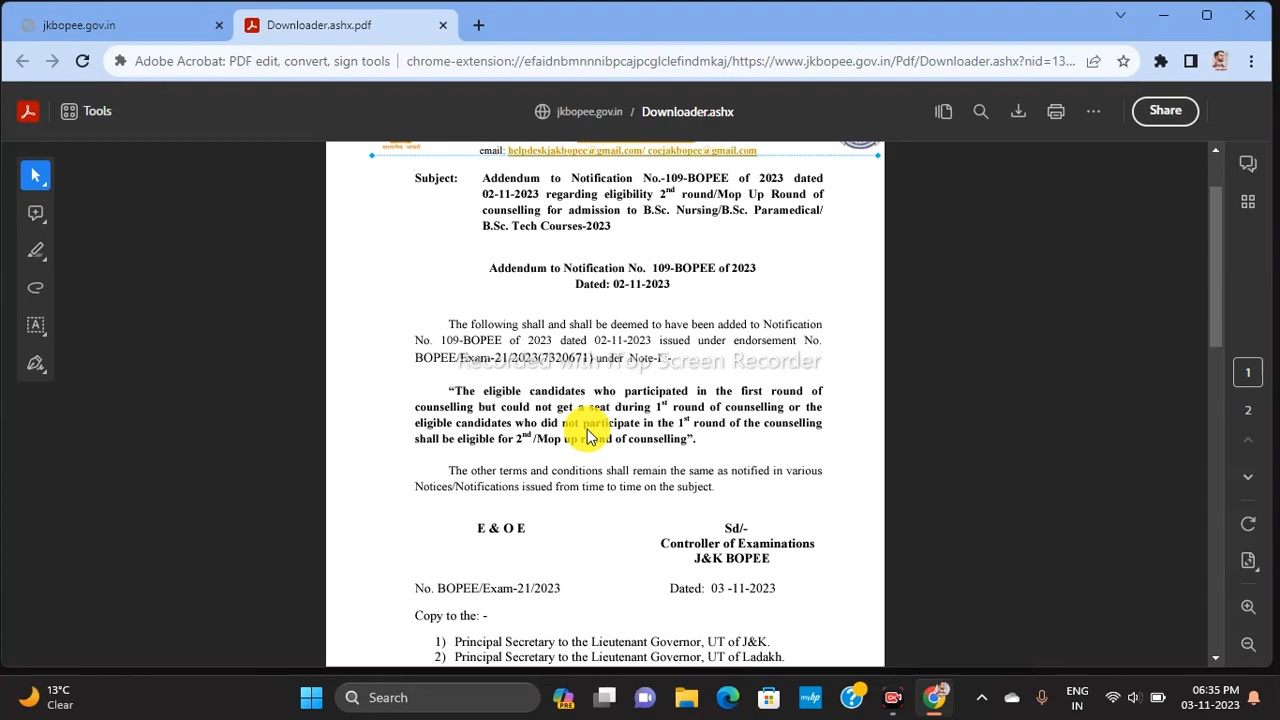 jkbopee.gov.in
Downloader.ashx.pdf
Adobe Acrobat: PDF edit, convert, sign tools
chrome-extension://efaidnbmnnnibpcajpcglclefindmkaj/https://www.jkbopee.gov.in/Pdf/Downloader.ashx?nid=13...
Tools
jkbopee.gov.in / Downloader.ashx
Share
email: helpdeskjakbopee@gmail.com/ coejakbopee@gmail.com
Subject: Addendum to Notification No.-109-BOPEE of 2023 dated
02-11-2023 regarding eligibility 2nd round/Mop Up Round of
counselling for admission to B.Sc. Nursing/B.Sc. Paramedical/
B.Sc. Tech Courses-2023
Addendum to Notification No. 109-BOPEE of 2023
Dated: 02-11-2023
The following shall and shall be deemed to have been added to Notification
No. 109-BOPEE of 2023 dated 02-11-2023 issued under endorsement No.
BOPEE/Exam-21/2023(7320671) under Note-
Recorded with iTop Screen Recorder
“The eligible candidates who participated in the first round of
counselling but could not get a seat during 1st round of counselling or the
eligible candidates who did not participate in the 1st round of the counselling
shall be eligible for 2nd /Mop up round of counselling”.
The other terms and conditions shall remain the same as notified in various
Notices/Notifications issued from time to time on the subject.
E & O E
Sd/-
Controller of Examinations
J&K BOPEE
No. BOPEE/Exam-21/2023
Dated: 03 -11-2023
Copy to the: -
1) Principal Secretary to the Lieutenant Governor, UT of J&K.
2) Principal Secretary to the Lieutenant Governor, UT of Ladakh.
1
2
13°C
Clear
Search
PRE
ENG
IN
06:35 PM
03-11-2023